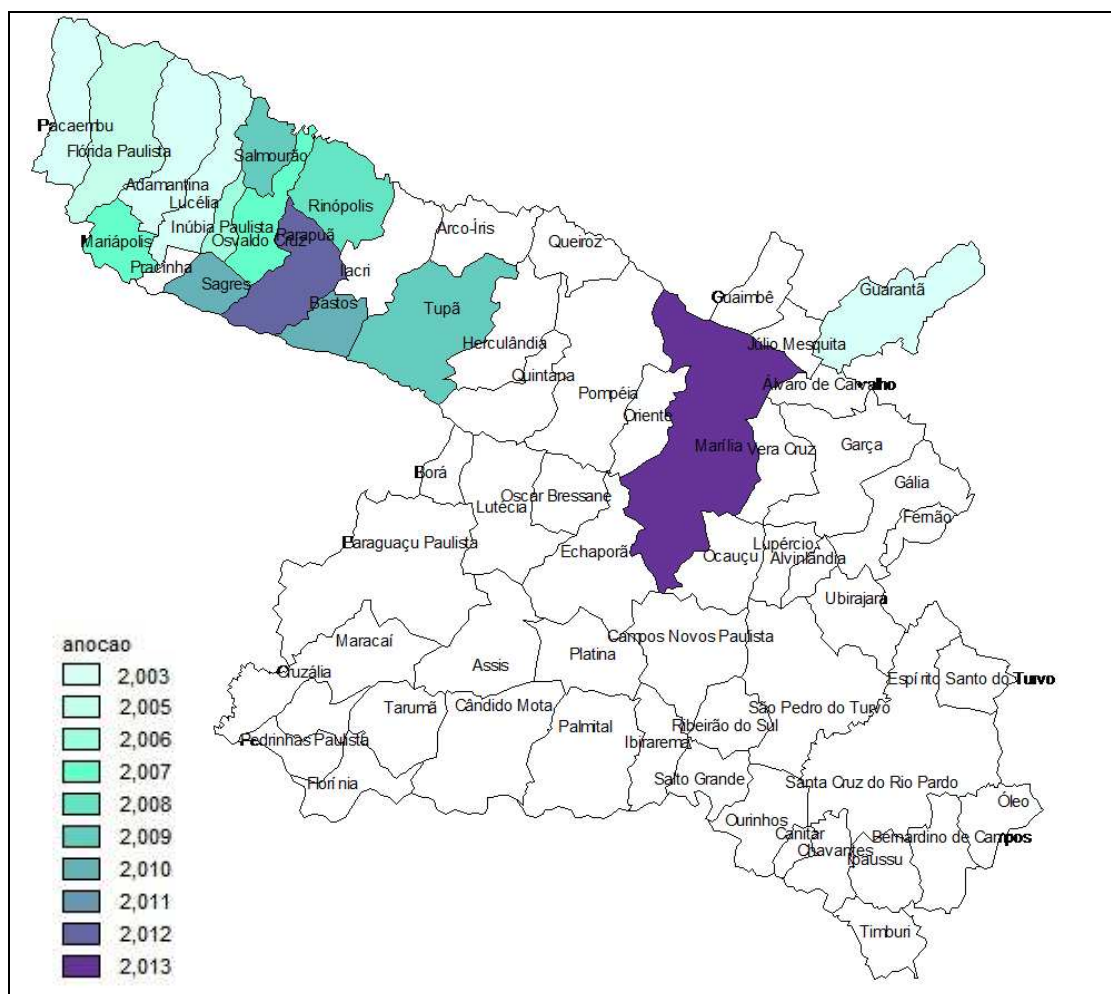 Pacaembu
Flórida Paulista
Adamantina
Lucélia
Salmourão
Inúbia Paulista
Osvaldo Cruz
Mariápolis
Pracinha
Sagres
Parapuã
Rinópolis
Iacri
Bastos
Arco-Íris
Tupã
Queiroz
Herculândia
Quintana
Pompéia
Oriente
Guaimbê
Júlio Mesquita
Guarantã
Álvaro de Carvalho
Marília
Vera Cruz
Garça
Gália
Fernão
Borá
Lutécia
Oscar Bressane
Echaporã
Ocauçu
Lupércio
Alvinlândia
Ubirajara
Paraguaçu Paulista
Maracaí
Cruzália
Assis
Platina
Campos Novos Paulista
Espírito Santo do Turvo
Tarumã
Cândido Mota
Palmital
São Pedro do Turvo
Ribeirão do Sul
Ibirarema
Pedrinhas Paulista
Florínia
Salto Grande
Santa Cruz do Rio Pardo
Ourinhos
Canitar
Chavantes
Ipaussu
Bernardino de Campos
Óleo
Timburi
anocao
2,003
2,005
2,006
2,007
2,008
2,009
2,010
2,011
2,012
2,013